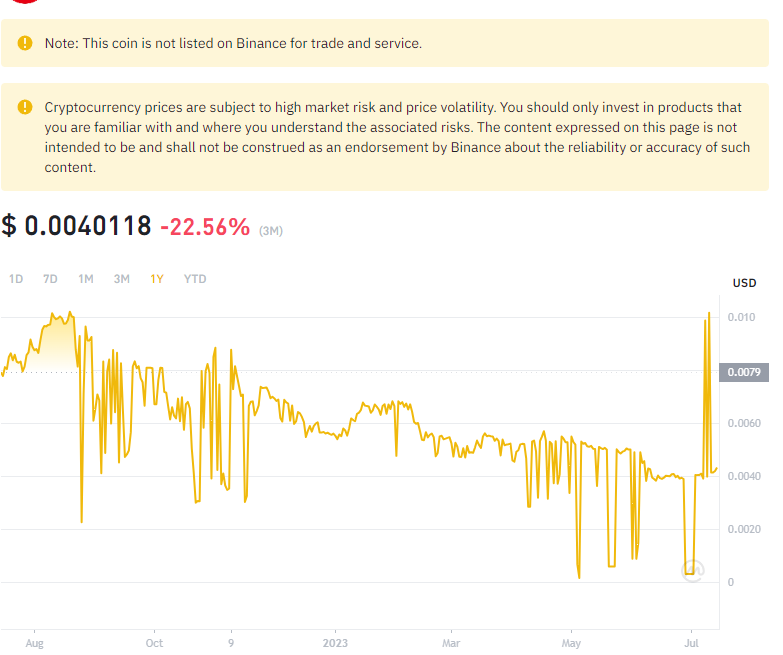 Note: This coin is not listed on Binance for trade and service.
Cryptocurrency prices are subject to high market risk and price volatility. You should only invest in products that
you are familiar with and where you understand the associated risks. The content expressed on this page is not
intended to be and shall not be construed as an endorsement by Binance about the reliability or accuracy of such
content.
$ 0.0040118 -22.56% (3M)
1D 7D 1M 3M 1Y YTD
USD
0.010
0.0079
0.0060
0.0040
0.0020
0
Aug Oct 9 2023 Mar May Jul